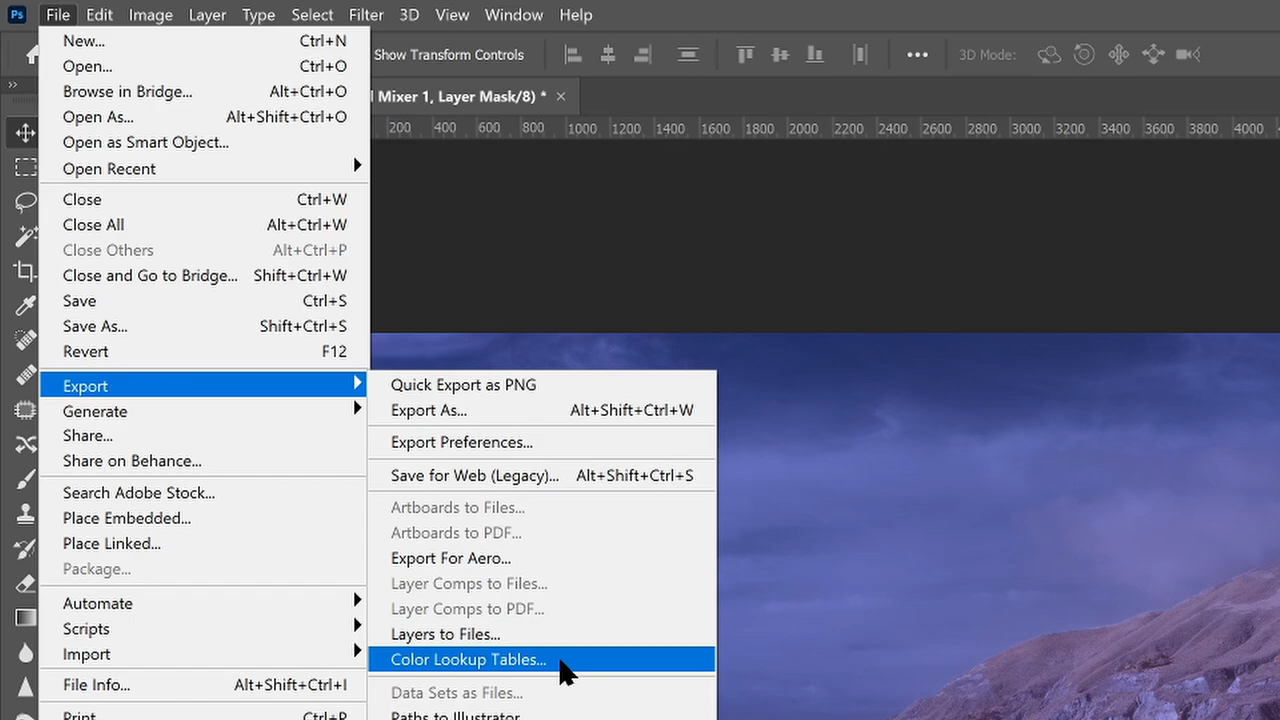 Ps File Edit Image Layer Type Select Filter 3D View Window Help
Show Transform Controls ••• 3D Mode:
l Mixer 1, Layer Mask/8) * ×
200 400 600 800 1000 1200 1400 1600 1800 2000 2200 2400 2600 2800 3000 3200 3400 3600 3800 4000
New... Ctrl+N
Open... Ctrl+O
Browse in Bridge... Alt+Ctrl+O
Open As... Alt+Shift+Ctrl+O
Open as Smart Object...
Open Recent
Close Ctrl+W
Close All Alt+Ctrl+W
Close Others Alt+Ctrl+P
Close and Go to Bridge... Shift+Ctrl+W
Save Ctrl+S
Save As... Shift+Ctrl+S
Revert F12
Export
Generate
Share...
Share on Behance...
Search Adobe Stock...
Place Embedded...
Place Linked...
Package...
Automate
Scripts
Import
File Info... Alt+Shift+Ctrl+I
Print Ctrl+P
Quick Export as PNG
Export As... Alt+Shift+Ctrl+W
Export Preferences...
Save for Web (Legacy)... Alt+Shift+Ctrl+S
Artboards to Files...
Artboards to PDF...
Export For Aero...
Layer Comps to Files...
Layer Comps to PDF...
Layers to Files...
Color Lookup Tables...
Data Sets as Files...
Paths to Illustrator